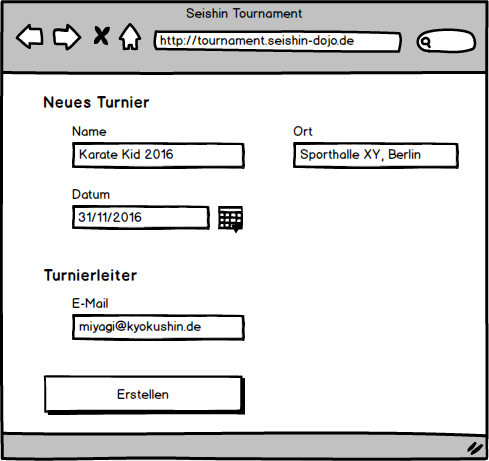 Seishin Tournament
http://tournament.seishin-dojo.de
Neues Turnier
Name
Ort
Karate Kid 2016
Sporthalle XY, Berlin
Datum
31/11/2016
Turnierleiter
E-Mail
miyagi@kyokushin.de
Erstellen